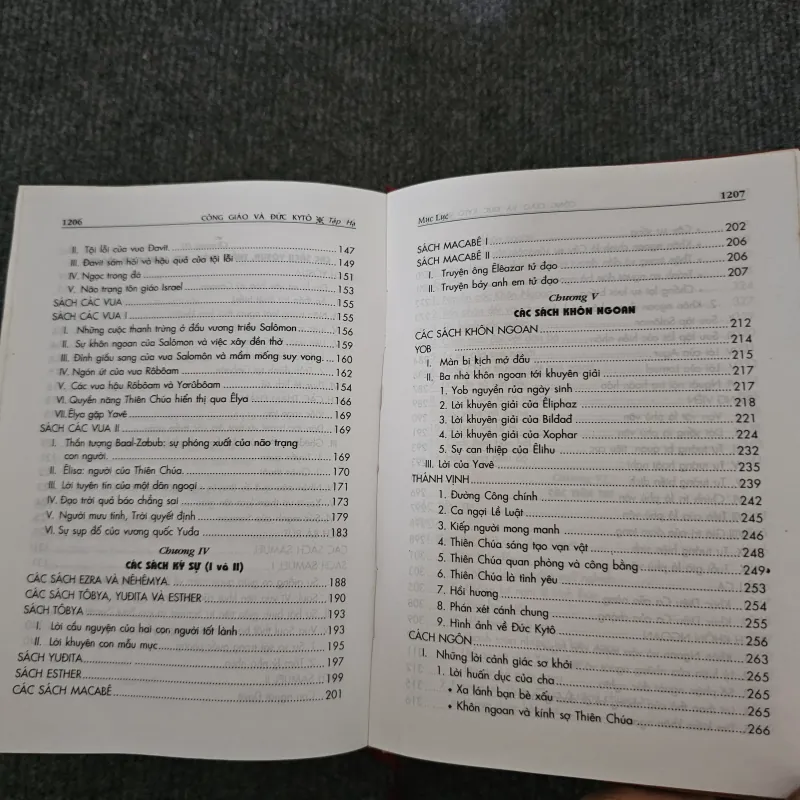 1206 CÔNG GIÁO VÀ ĐỨC KYTÔ Tập Hạ
II. Tội lỗi của vua Đavit. 147
III. Đavit sám hối và hậu quả của tội lỗi 149
IV. Ngọc trong đá 151
V. Não trạng tôn giáo Israel 153
SÁCH CÁC VUA 155
SÁCH CÁC VUA I 155
I. Những cuộc thanh trừng ở đầu vương triều Salômon 156
II. Sự khôn ngoan của Salômon và việc xây đền thờ 159
III. Đỉnh giấu sang của vua Salomôn và mầm mống suy vong. 160
IV. Ngón út của vua Rôbôam 162
V. Các vua hậu Rôbôam và Yarôbôam 154
VI. Quyền năng Thiên Chúa hiển thị qua Êlya 166
VII. Êlya gặp Yavê 169
SÁCH CÁC VUA II 169
I. Thần tượng Baal-Zabub: sự phóng xuất của não trạng
con người. 169
II. Êlisa: người của Thiên Chúa. 170
III. Lời tuyên tín của một dân ngoại 171
IV. Đạo trời quả báo chẳng sai 173
V. Người mưu tính, Trời quyết định 179
VI. Sự sụp đổ của vương quốc Yuđa 183
Chương IV
CÁC SÁCH KÝ SỰ (I và II)
CÁC SÁCH EZRA VÀ NÊHÊMYA. 188
CÁC SÁCH TÔBYA, YUĐITA VÀ ESTHER 190
SÁCH TÔBYA 193
I. Lời cầu nguyện của hai con người tốt lành 193
II. Lời khuyên con mẫu mực 195
SÁCH YUĐITA 197
SÁCH ESTHER 199
CÁC SÁCH MACABÊ 201
MỤC LỤC 1207
SÁCH MACABÊ I 202
SÁCH MACABÊ II 206
I. Truyện ông Êlêazar tử đạo 206
II. Truyện bảy anh em tử đạo 207
Chương V
CÁC SÁCH KHÔN NGOAN
CÁC SÁCH KHÔN NGOAN 212
YOB 214
I. Màn bi kịch mở đầu 215
II. Ba nhà khôn ngoan tới khuyên giải 217
1. Yob nguyền rủa ngày sinh 217
2. Lời khuyên giải của Êliphaz 218
3. Lời khuyên giải của Bilđađ 221
4. Lời khuyên giải của Xophar 224
5. Sự can thiệp của Êlihu 232
III. Lời của Yavê 235
THÁNH VỊNH 239
1. Đường Công chính 242
2. Ca ngợi Lề Luật 245
3. Kiếp người mong manh 246
4. Thiên Chúa sáng tạo vạn vật 248
5. Thiên Chúa quan phòng và công bằng 249
6. Thiên Chúa là tình yêu 253
7. Hồi hương 254
8. Phán xét cánh chung 255
9. Hình ảnh về Đức Kytô 256
CÁCH NGÔN 263
I. Những lời cảnh giác sơ khởi 265
1. Lời huấn dục của cha 265
• Xa lánh bạn bè xấu 265
• Khôn ngoan và kính sợ Thiên Chúa 266